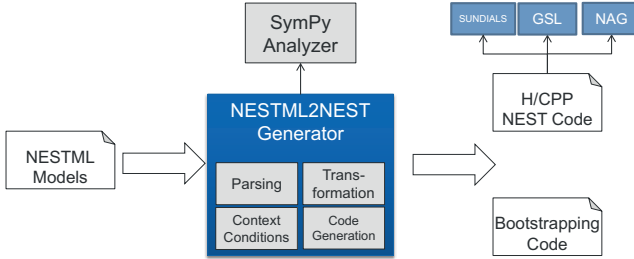 SymPy
Analyzer
SUNDIALS
GSL
NAG
NESTML2NEST
Generator
H/CPP
NEST Code
NESTML
Models
Parsing
Trans-
formation
Context
Conditions
Code
Generation
Bootstrapping
Code